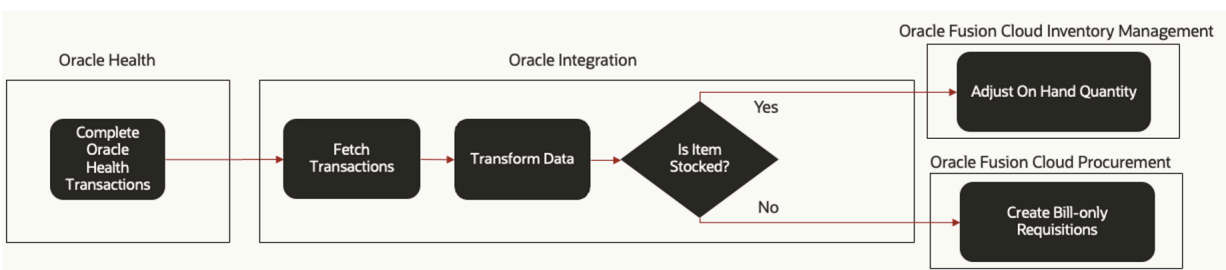 Oracle Health
Complete
Oracle
Health
Transactions
Oracle Integration
Fetch
Transactions
Transform Data
Is Item
Stocked?
Yes
No
Oracle Fusion Cloud Inventory Management
Adjust On Hand Quantity
Oracle Fusion Cloud Procurement
Create Bill-only
Requisitions